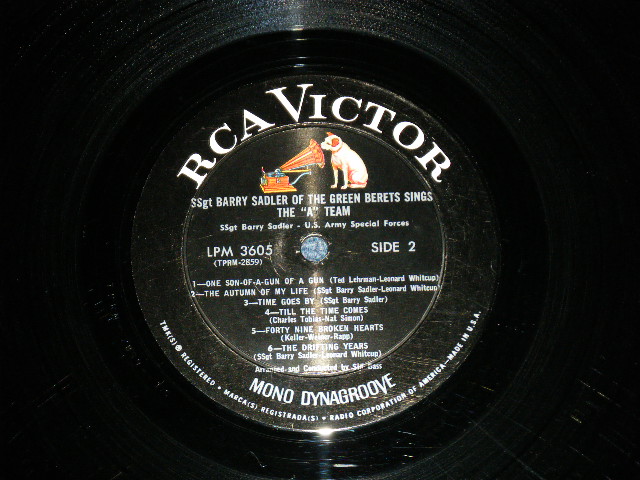 RCA VICTOR
SSgt BARRY SADLER OF THE GREEN BERETS SINGS
THE "A" TEAM
SSgt Barry Sadler - U.S. Army Special Forces
LPM 3605 SIDE 2
(TPRM-2859)
1—ONE SON-OF-A-GUN OF A GUN (Ted Lehrman-Leonard Whitcup)
2—THE AUTUMN OF MY LIFE (SSgt Barry Sadler-Leonard Whitcup)
3—TIME GOES BY (SSgt Barry Sadler)
4—TILL THE TIME COMES
(Charles Tobias-Nat Simon)
5—FORTY NINE BROKEN HEARTS
(Keller-Welder-Rapp)
6—THE DRIFTING YEARS
(SSgt Barry Sadler-Leonard Whitcup)
Arranged and Conducted by Sid Bass
MONO DYNAGROOVE
TMK(S) ® REGISTERED • MARCA(S) REGISTRADA(S) • RADIO CORPORATION OF AMERICA—MADE IN U.S.A.